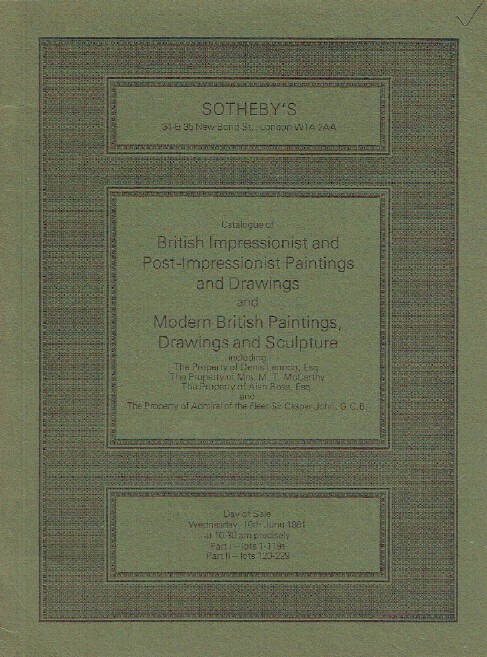 SOTHEBY'S
34 & 35 New Bond St., London W1A 2AA
Catalogue of
British Impressionist and
Post-Impressionist Paintings
and Drawings
and
Modern British Paintings,
Drawings and Sculpture
including
The Property of Denis Lennon, Esq.
The Property of Mrs. M. T. McCarthy
The Property of Alan Ross, Esq.
and
The Property of Admiral of the Fleet Sir Caspar John, G.C.B.
Day of Sale
Wednesday, 10th June 1981
at 10.30 am precisely
Part I – lots 1-119
Part II – lots 120-229